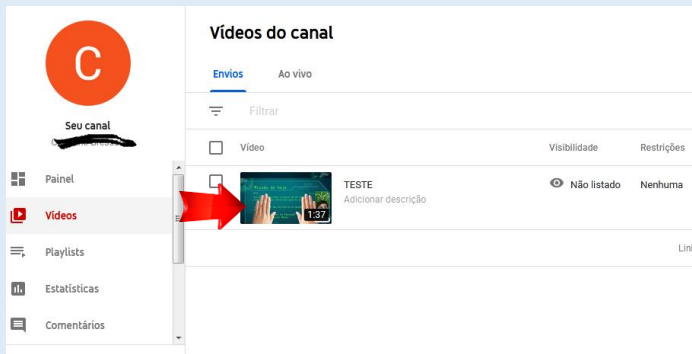 C
Seu canal
Painel
Vídeos
Playlists
Estatísticas
Comentários
Vídeos do canal
Envios Ao vivo
Filtrar
Vídeo Visibilidade Restrições
TESTE Não listado Nenhuma
Adicionar descrição
1:37